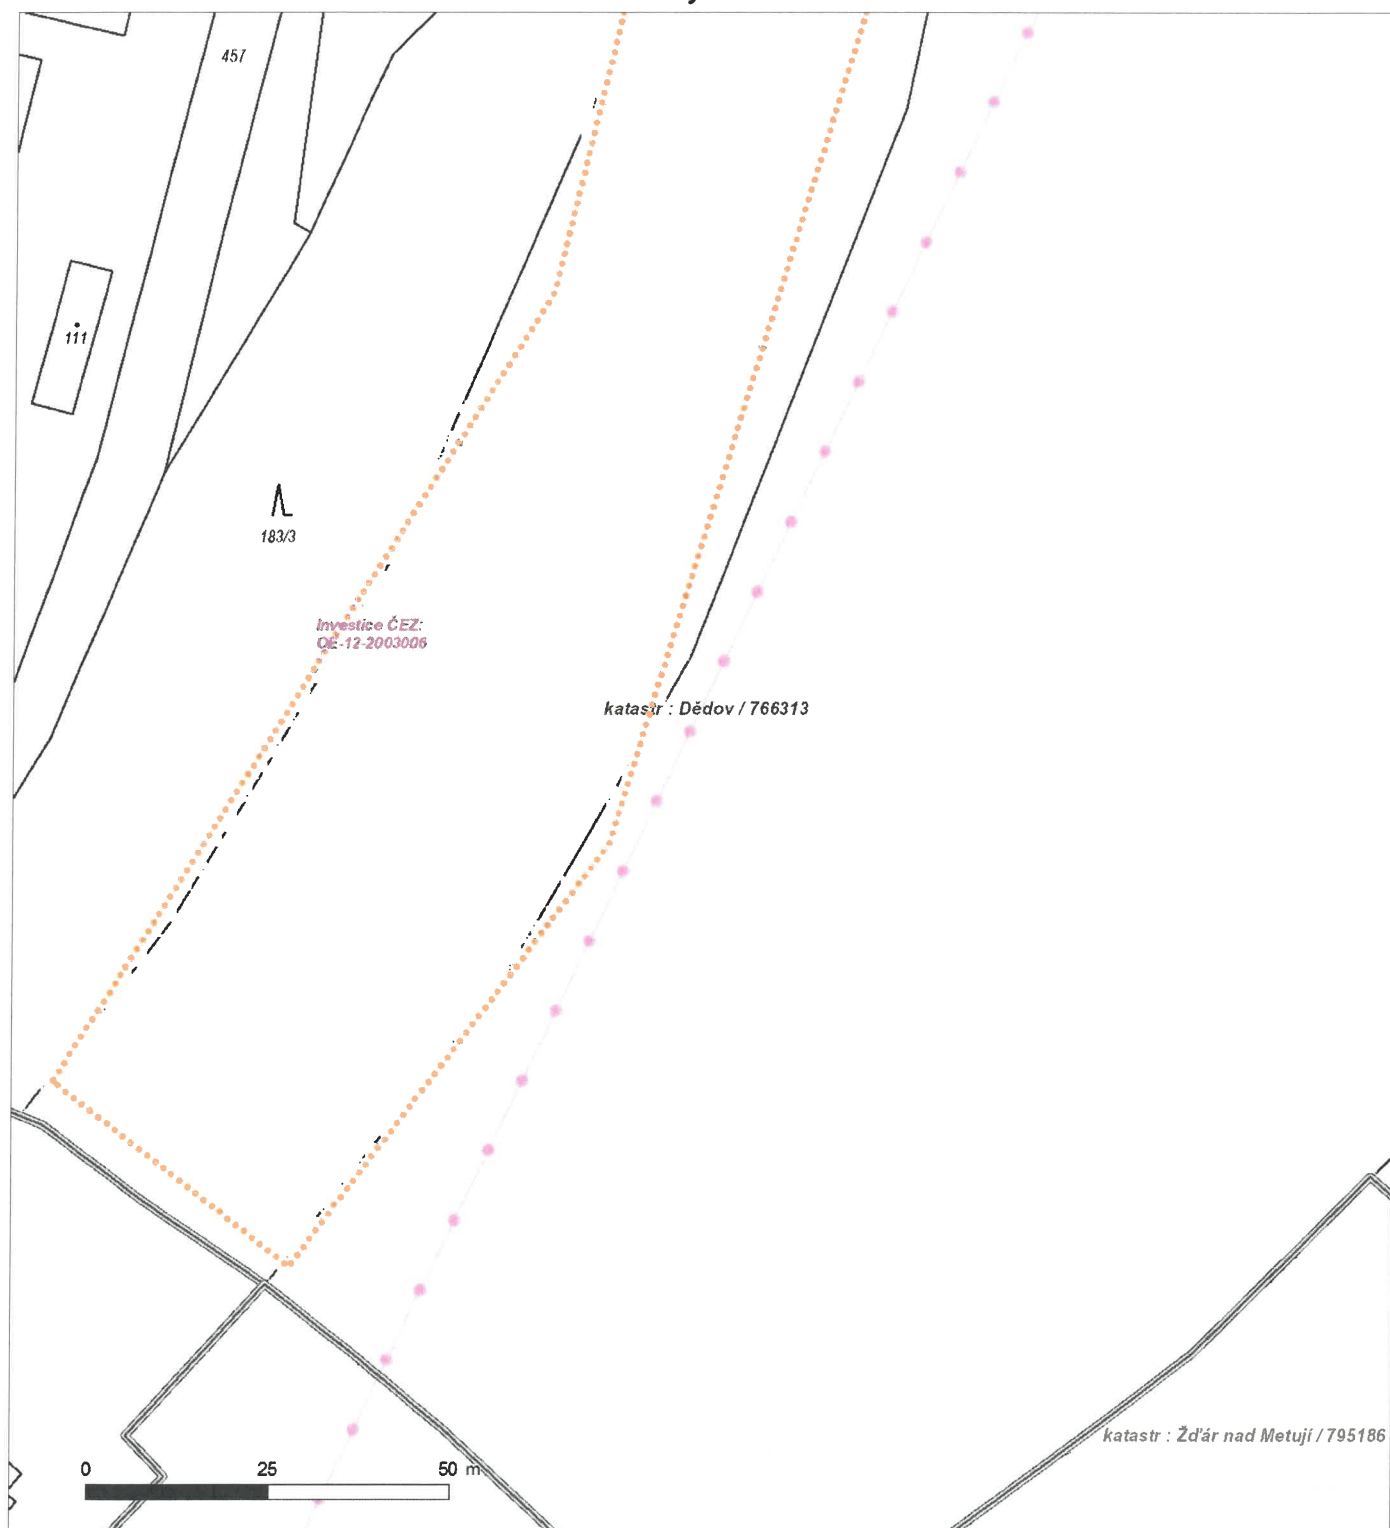 457
111
183/3
Investice ČEZ:
OE-12-2003006
katastr : Dědov / 766313
katastr : Žďár nad Metují / 795186
0 25 50 m